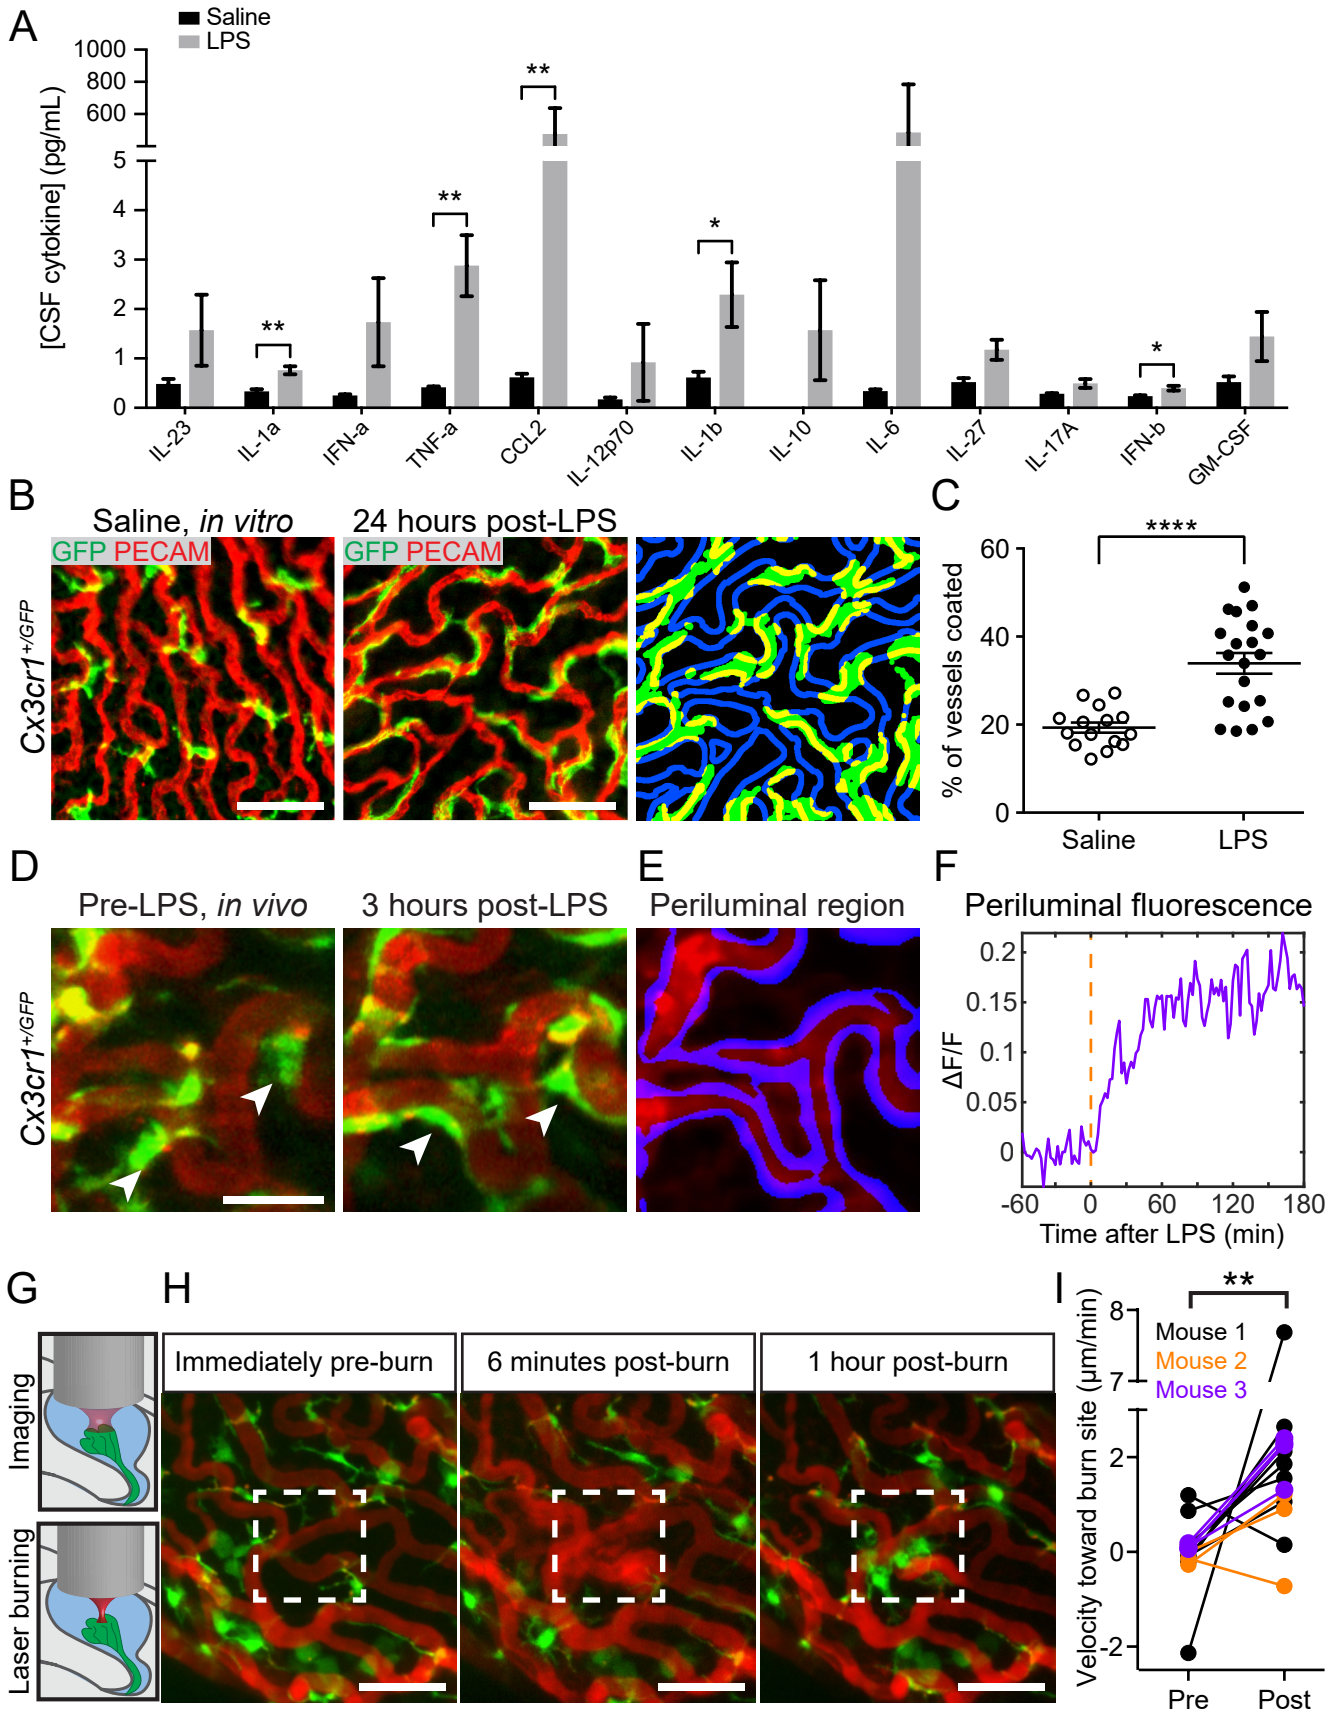 A
Saline
LPS
[CSF cytokine] (pg/mL)
1000
800
600
5
4
3
2
1
0
**
**
**
*
*
IL-23
IL-1a
IFN-a
TNF-a
CCL2
IL-12p70
IL-1b
IL-10
IL-6
IL-27
IL-17A
IFN-b
GM-CSF
B
Saline, in vitro
24 hours post-LPS
GFP PECAM
GFP PECAM
Cx3cr1+/GFP
C
****
% of vessels coated
60
40
20
0
Saline
LPS
D
Pre-LPS, in vivo
3 hours post-LPS
Cx3cr1+/GFP
E
Periluminal region
F
Periluminal fluorescence
ΔF/F
0.2
0.15
0.1
0.05
0
-60
0
60
120
180
Time after LPS (min)
G
Imaging
Laser burning
H
Immediately pre-burn
6 minutes post-burn
1 hour post-burn
I
**
Velocity toward burn site (µm/min)
8
7
2
0
-2
Mouse 1
Mouse 2
Mouse 3
Pre
Post